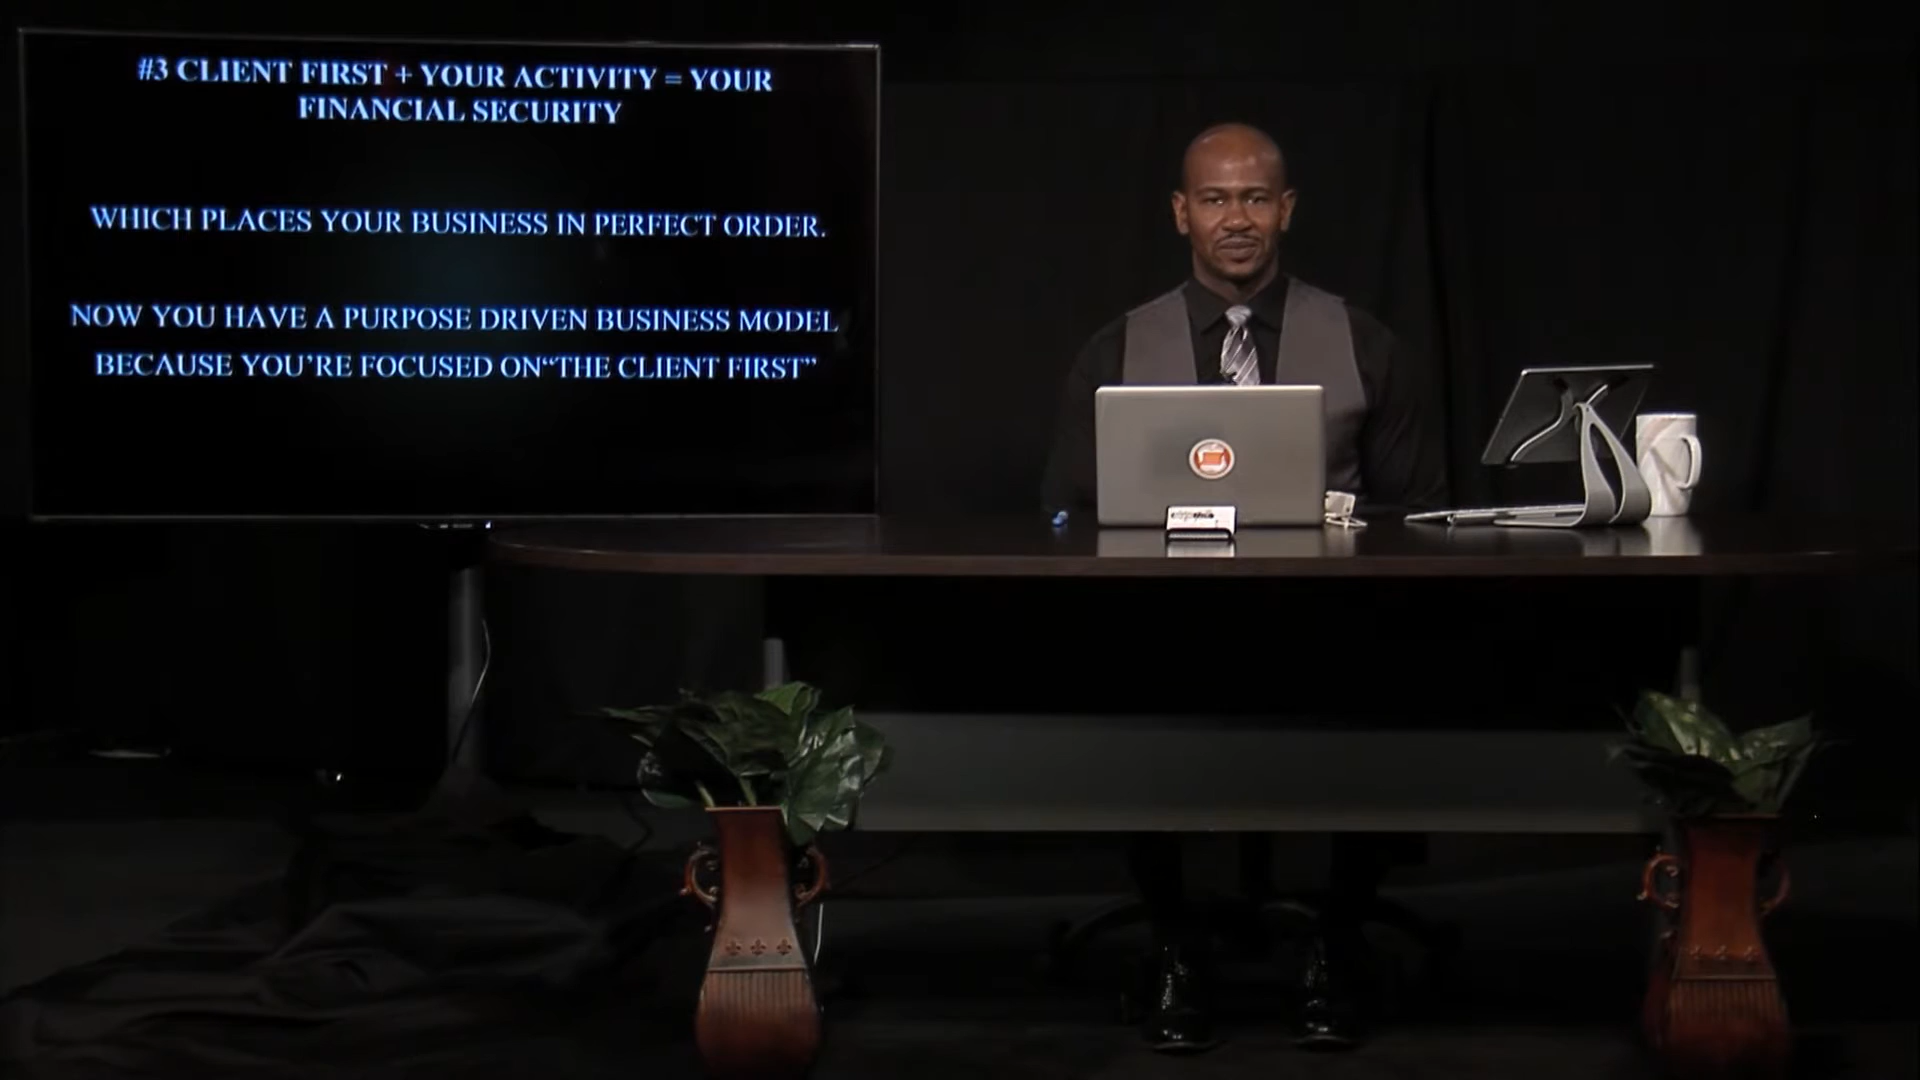 #3 CLIENT FIRST + YOUR ACTIVITY = YOUR
FINANCIAL SECURITY
WHICH PLACES YOUR BUSINESS IN PERFECT ORDER.
NOW YOU HAVE A PURPOSE DRIVEN BUSINESS MODEL
BECAUSE YOU'RE FOCUSED ON“THE CLIENT FIRST”